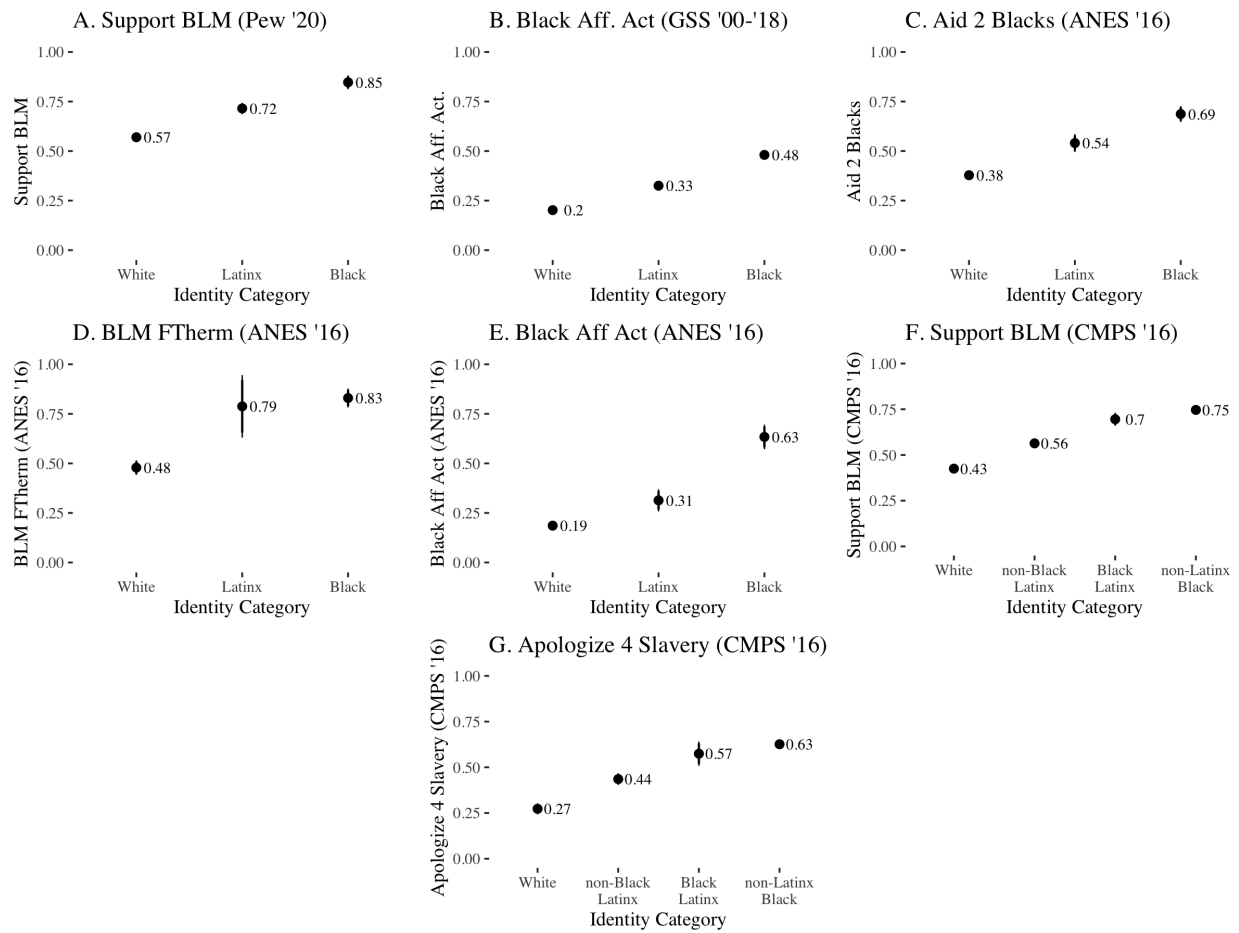 A. Support BLM (Pew '20)
Support BLM
1.00
0.75
0.50
0.25
0.00
0.57
0.72
0.85
White Latinx Black
Identity Category
B. Black Aff. Act (GSS '00-'18)
Black Aff. Act.
1.00
0.75
0.50
0.25
0.00
0.2
0.33
0.48
White Latinx Black
Identity Category
C. Aid 2 Blacks (ANES '16)
Aid 2 Blacks
1.00
0.75
0.50
0.25
0.00
0.38
0.54
0.69
White Latinx Black
Identity Category
D. BLM FTherm (ANES '16)
BLM FTherm (ANES '16)
1.00
0.75
0.50
0.25
0.00
0.48
0.79
0.83
White Latinx Black
Identity Category
E. Black Aff Act (ANES '16)
Black Aff Act (ANES '16)
1.00
0.75
0.50
0.25
0.00
0.19
0.31
0.63
White Latinx Black
Identity Category
F. Support BLM (CMPS '16)
Support BLM (CMPS '16)
1.00
0.75
0.50
0.25
0.00
0.43
0.56
0.7
0.75
White non-Black Black non-Latinx
Latinx Latinx Black
Identity Category
G. Apologize 4 Slavery (CMPS '16)
Apologize 4 Slavery (CMPS '16)
1.00
0.75
0.50
0.25
0.00
0.27
0.44
0.57
0.63
White non-Black Black non-Latinx
Latinx Latinx Black
Identity Category